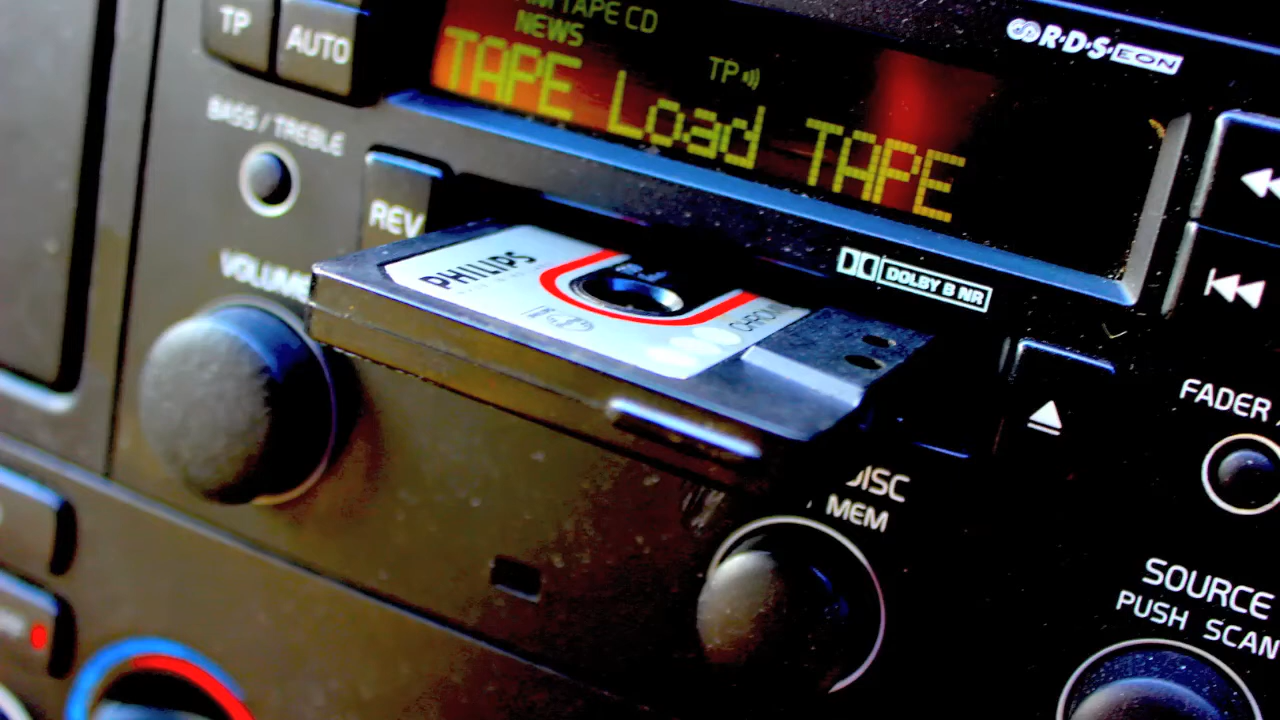 TP
AUTO
TAPE CD
NEWS
TP
TAPE Load TAPE
R·D·S EON
BASS / TREBLE
REV
VOLUME
PHILIPS
DOLBY B NR
FADER
DISC
MEM
SOURCE
PUSH SCAN